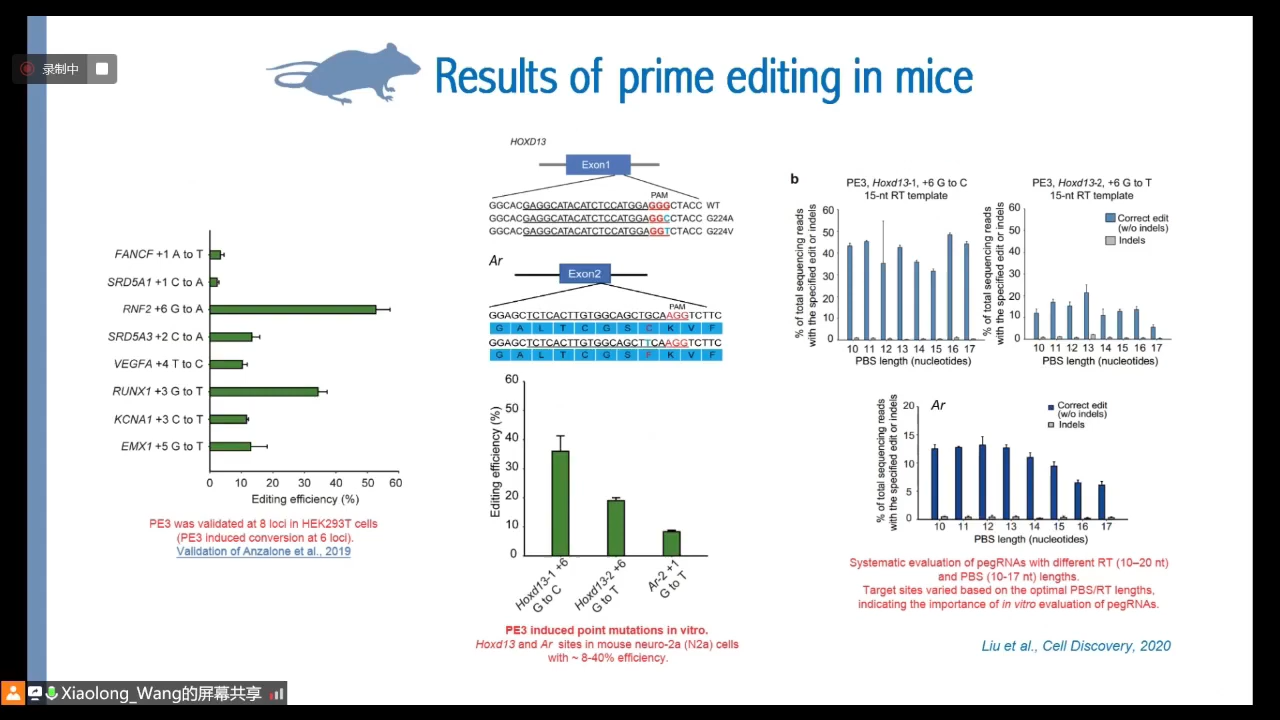 录制中
Results of prime editing in mice
FANCF +1 A to T
SRD5A1 +1 C to A
RNF2 +6 G to A
SRD5A3 +2 C to A
VEGFA +4 T to C
RUNX1 +3 G to T
KCNA1 +3 C to T
EMX1 +5 G to T
0 10 20 30 40 50 60
Editing efficiency (%)
PE3 was validated at 8 loci in HEK293T cells
(PE3 induced conversion at 6 loci).
Validation of Anzalone et al., 2019
HOXD13
Exon1
PAM
GGCACGAGGCATACATCTCCATGGAGGGCTACC WT
GGCACGAGGCATACATCTCCATGGAGGCCTACC G224A
GGCACGAGGCATACATCTCCATGGAGGTCTACC G224V
Ar
Exon2
PAM
GGAGCTCTCACTTGTGGCAGCTGCAAGGTCTTC
G A L T C G S C K V F
GGAGCTCTCACTTGTGGCAGCTTCAAGGTCTTC
G A L T C G S F K V F
Editing efficiency (%)
60
50
40
30
20
10
0
Hoxd13-1 +6
G to C
Hoxd13-2 +6
G to T
Ar-2 +1
G to T
PE3 induced point mutations in vitro.
Hoxd13 and Ar sites in mouse neuro-2a (N2a) cells
with ~ 8-40% efficiency.
b
PE3, Hoxd13-1, +6 G to C
15-nt RT template
% of total sequencing reads
with the specified edit or indels
60
50
40
30
20
10
0
10 11 12 13 14 15 16 17
PBS length (nucleotides)
PE3, Hoxd13-2, +6 G to T
15-nt RT template
Correct edit
(w/o indels)
Indels
% of total sequencing reads
with the specified edit or indels
60
50
40
30
20
10
0
10 11 12 13 14 15 16 17
PBS length (nucleotides)
Ar
Correct edit
(w/o indels)
Indels
% of total sequencing reads
with the specified edit or indels
20
15
10
5
0
10 11 12 13 14 15 16 17
PBS length (nucleotides)
Systematic evaluation of pegRNAs with different RT (10–20 nt)
and PBS (10-17 nt) lengths.
Target sites varied based on the optimal PBS/RT lengths,
indicating the importance of in vitro evaluation of pegRNAs.
Liu et al., Cell Discovery, 2020
Xiaolong_Wang的屏幕共享